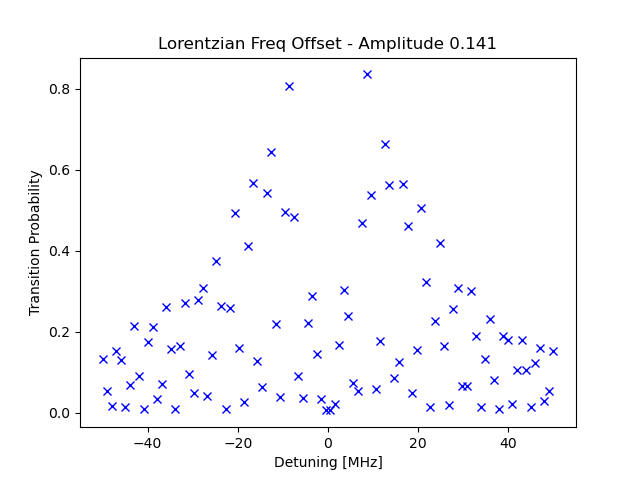 Lorentzian Freq Offset - Amplitude 0.141
Transition Probability
0.8
0.6
0.4
0.2
0.0
−40 −20 0 20 40
Detuning [MHz]